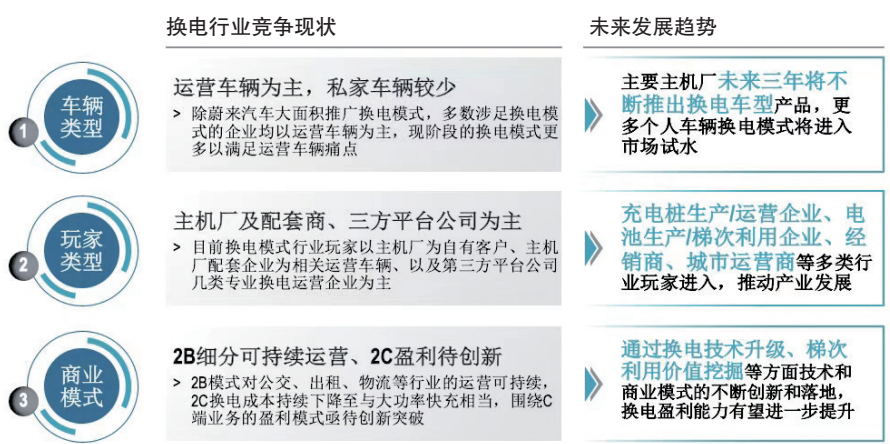 换电行业竞争现状
未来发展趋势
1
车辆
类型
运营车辆为主，私家车辆较少
> 除蔚来汽车大面积推广换电模式，多数涉足换电模
式的企业均以运营车辆为主，现阶段的换电模式更
多以满足运营车辆痛点
主要主机厂未来三年将不
断推出换电车型产品，更
多个人车辆换电模式将进入
市场试水
2
玩家
类型
主机厂及配套商、三方平台公司为主
> 目前换电模式行业玩家以主机厂为自有客户、主机
厂配套企业为相关运营车辆、以及第三方平台公司
几类专业换电运营企业为主
充电桩生产/运营企业、电
池生产/梯次利用企业、经
销商、城市运营商等多类行
业玩家进入，推动产业发展
3
商业
模式
2B细分可持续运营、2C盈利待创新
> 2B模式对公交、出租、物流等行业的运营可持续，
2C换电成本持续下降至与大功率快充相当，围绕C
端业务的盈利模式亟待创新突破
通过换电技术升级、梯次
利用价值挖掘等方面技术和
商业模式的不断创新和落地，
换电盈利能力有望进一步提升